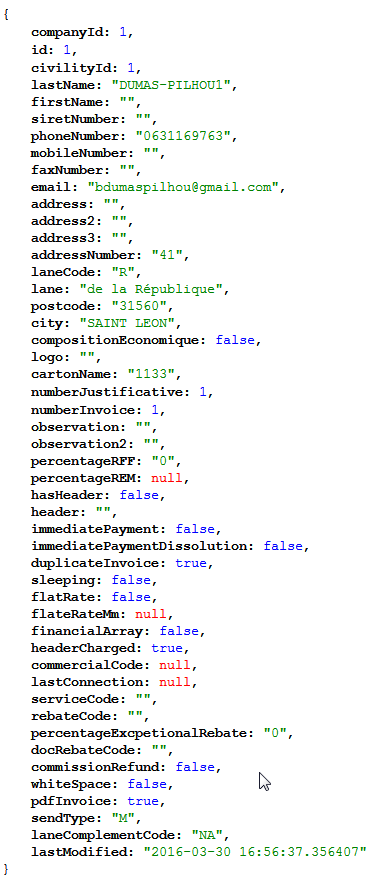 {
companyId: 1,
id: 1,
civilityId: 1,
lastName: "DUMAS-PILHOU1",
firstName: "",
siretNumber: "",
phoneNumber: "0631169763",
mobileNumber: "",
faxNumber: "",
email: "bdumaspilhou@gmail.com",
address: "",
address2: "",
address3: "",
addressNumber: "41",
laneCode: "R",
lane: "de la République",
postcode: "31560",
city: "SAINT LEON",
compositionEconomique: false,
logo: "",
cartonName: "1133",
numberJustificative: 1,
numberInvoice: 1,
observation: "",
observation2: "",
percentageRFF: "0",
percentageREM: null,
hasHeader: false,
header: "",
immediatePayment: false,
immediatePaymentDissolution: false,
duplicateInvoice: true,
sleeping: false,
flatRate: false,
flateRateMm: null,
financialArray: false,
headerCharged: true,
commercialCode: null,
lastConnection: null,
serviceCode: "",
rebateCode: "",
percentageExcpetionalRebate: "0",
docRebateCode: "",
commissionRefund: false,
whiteSpace: false,
pdfInvoice: true,
sendType: "M",
laneComplementCode: "NA",
lastModified: "2016-03-30 16:56:37.356407"
}